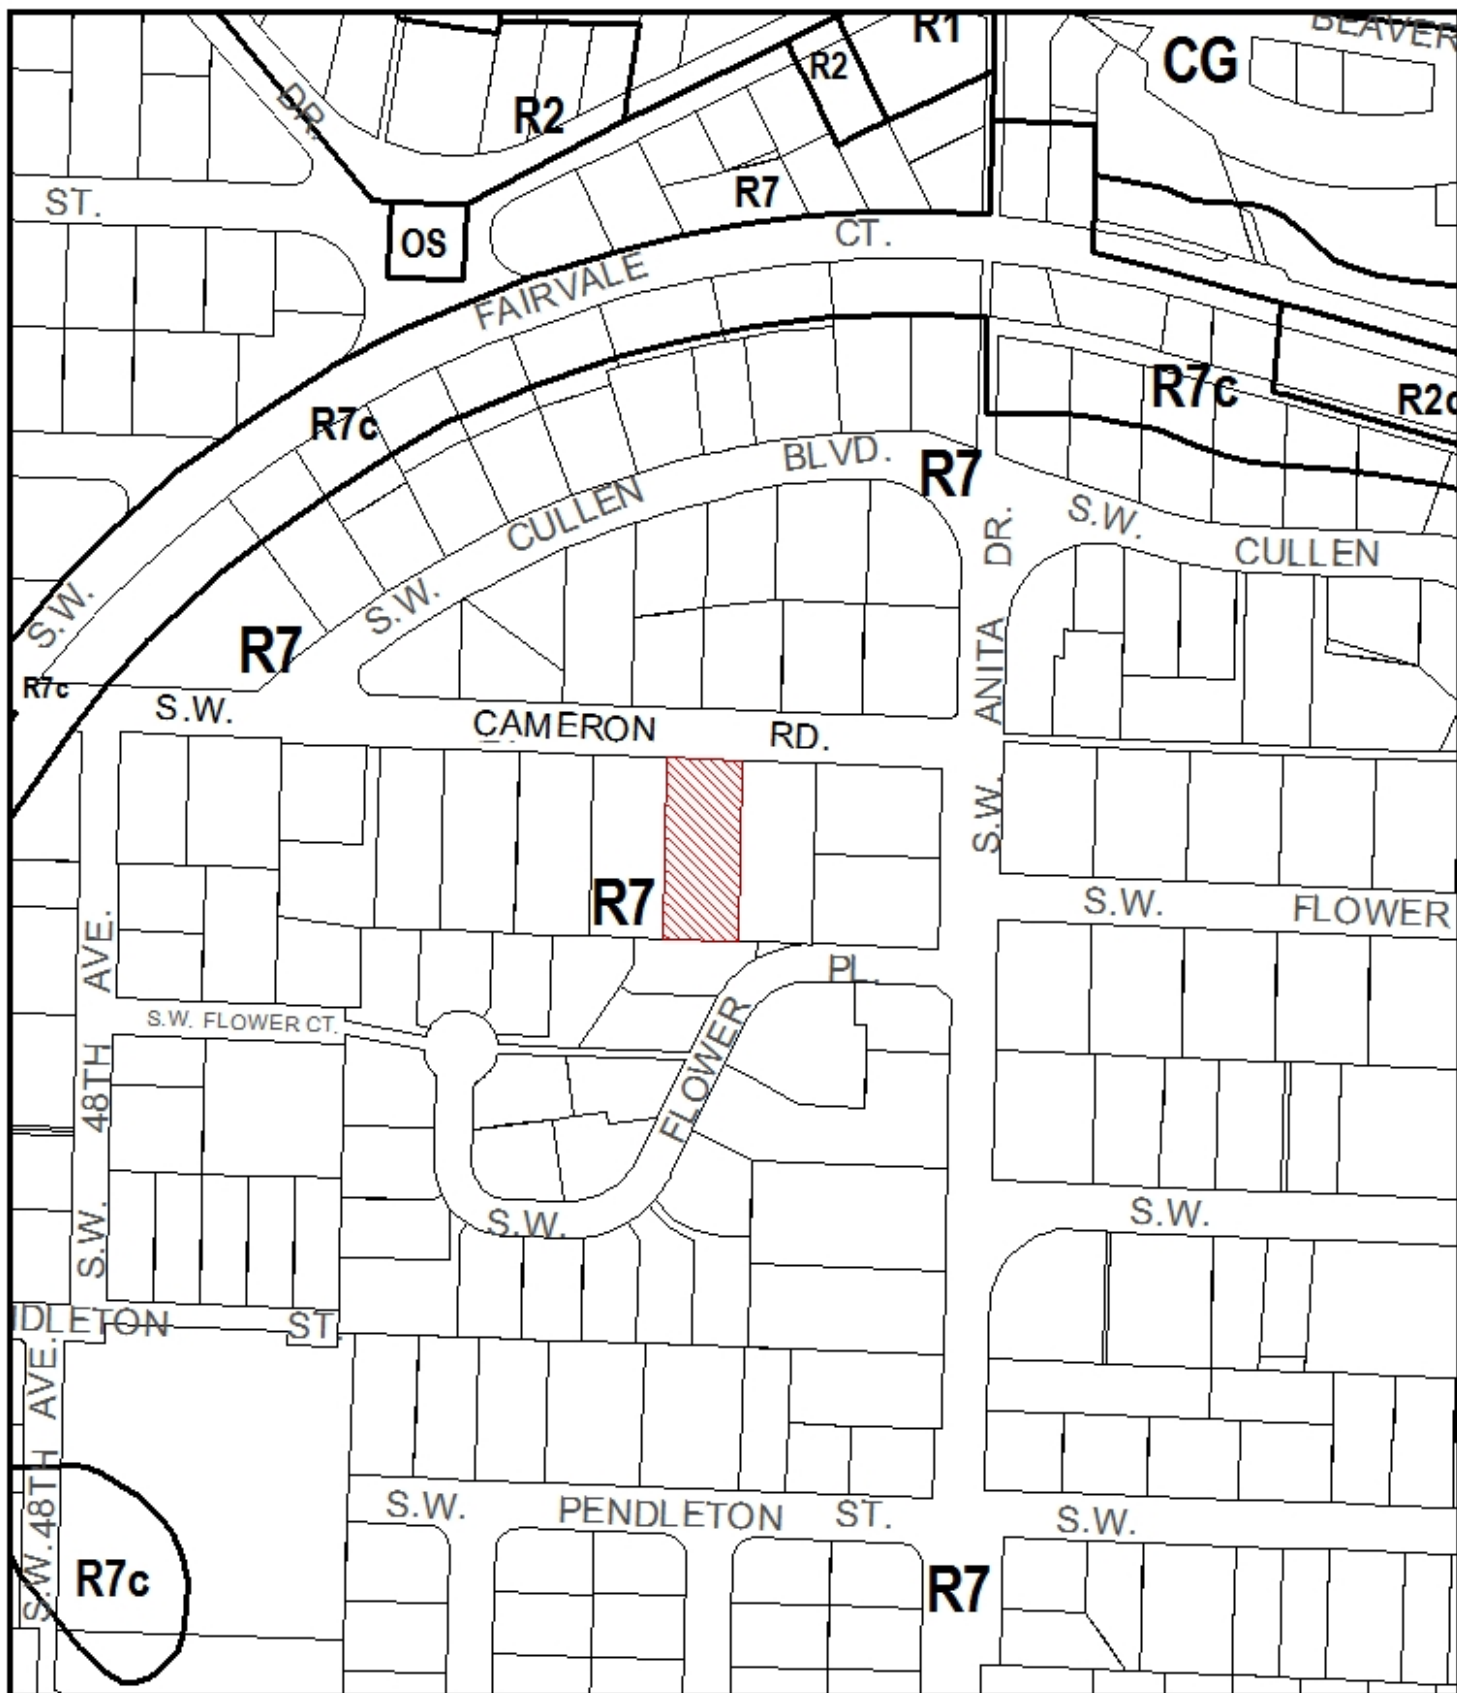 R1
BEAVER
CG
R2
DR.
R2
R7
ST.
OS
CT.
FAIRVALE
R7c
R2c
R7c
BLVD.
R7
CULLEN
S.W.
DR.
CULLEN
S.W.
S.W.
R7
ANITA
R7c
S.W.
CAMERON
RD.
S.W.
R7
S.W.
FLOWER
AVE.
PL.
S.W. FLOWER CT.
FLOWER
48TH
S.W.
S.W.
S.W.
IDLETON
ST.
AVE.
S.W.
PENDLETON
ST.
S.W.
48TH
S.W.
R7c
R7